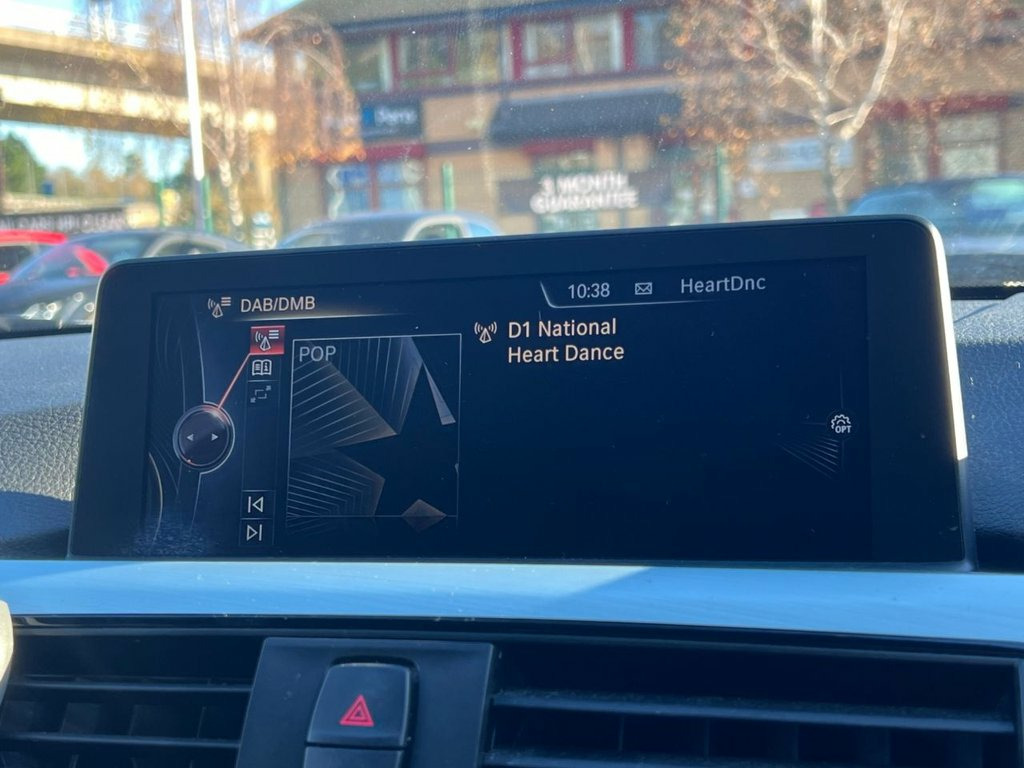 3 MONTH
GUARANTEE
DAB/DMB
10:38
HeartDnc
POP
D1 National
Heart Dance
OPT